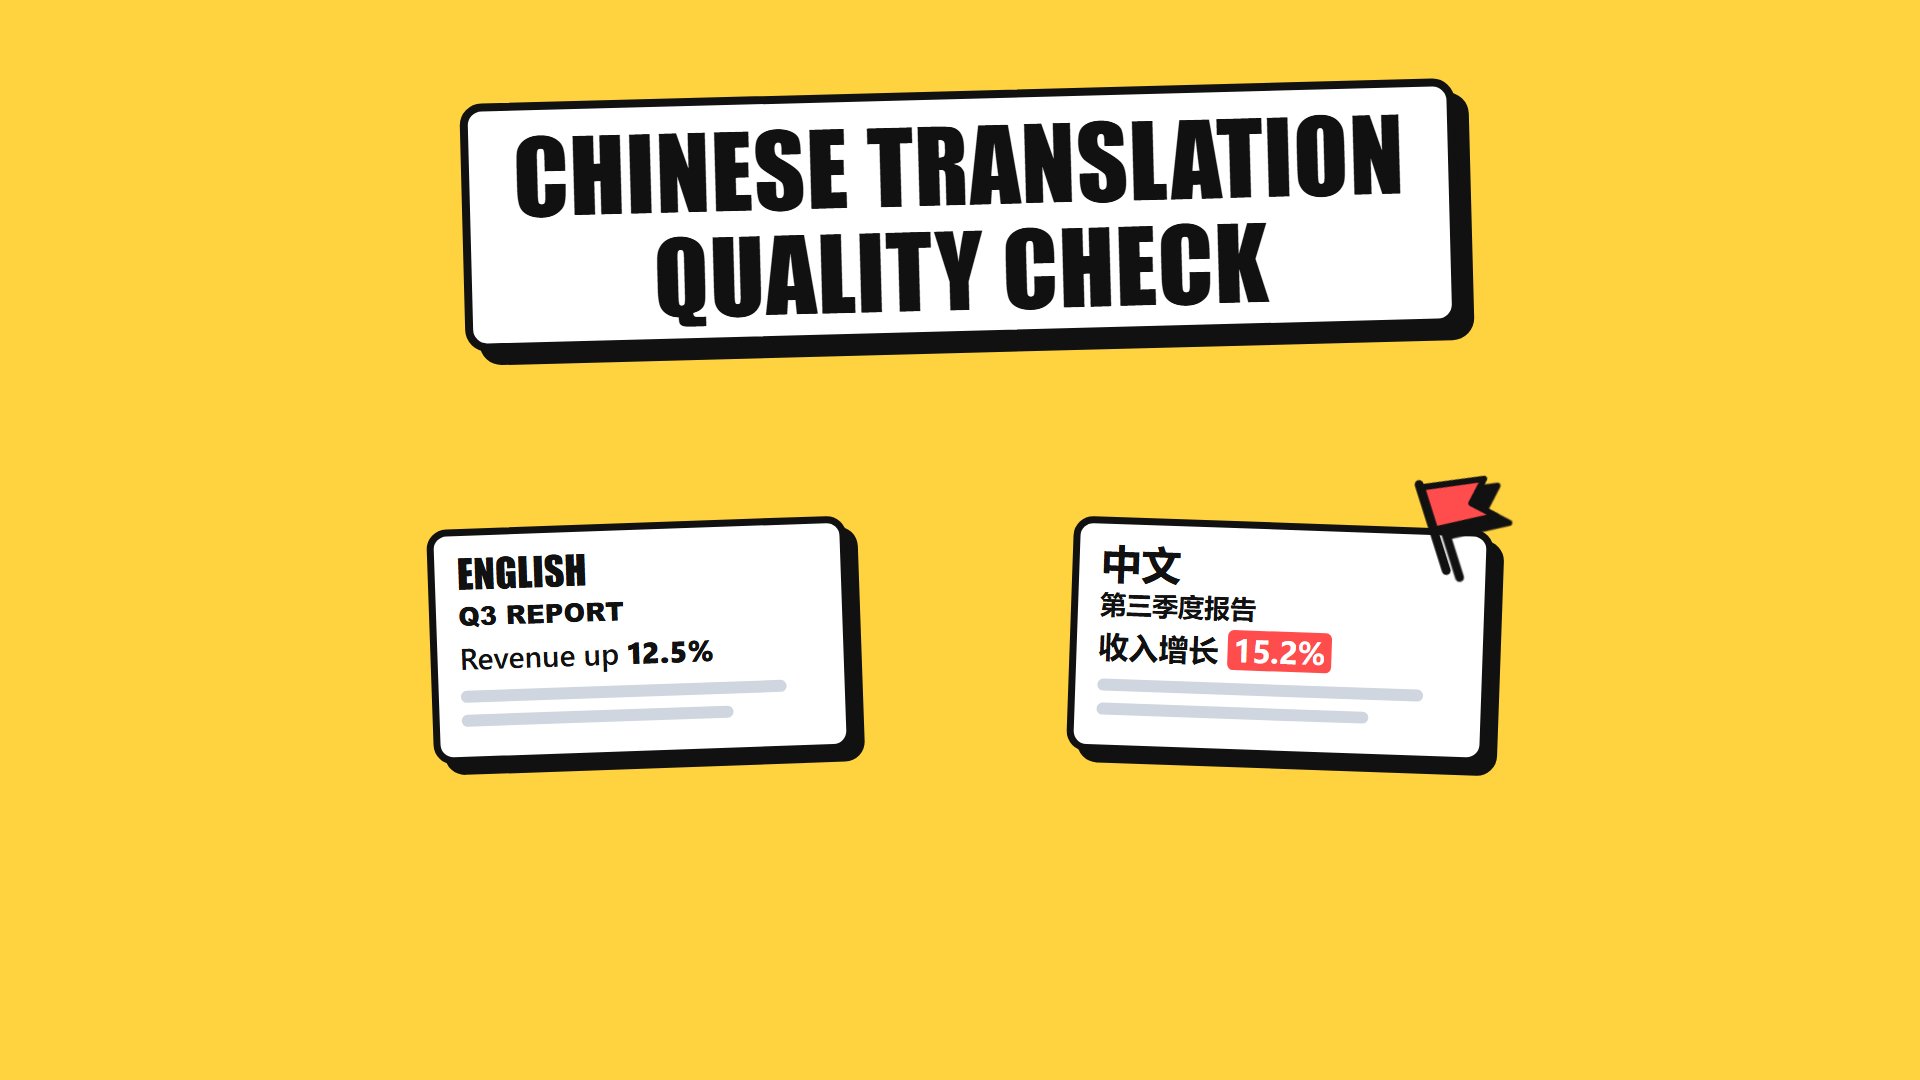 CHINESE TRANSLATION
QUALITY CHECK
ENGLISH
Q3 REPORT
Revenue up 12.5%
中文
第三季度报告
收入增长 15.2%